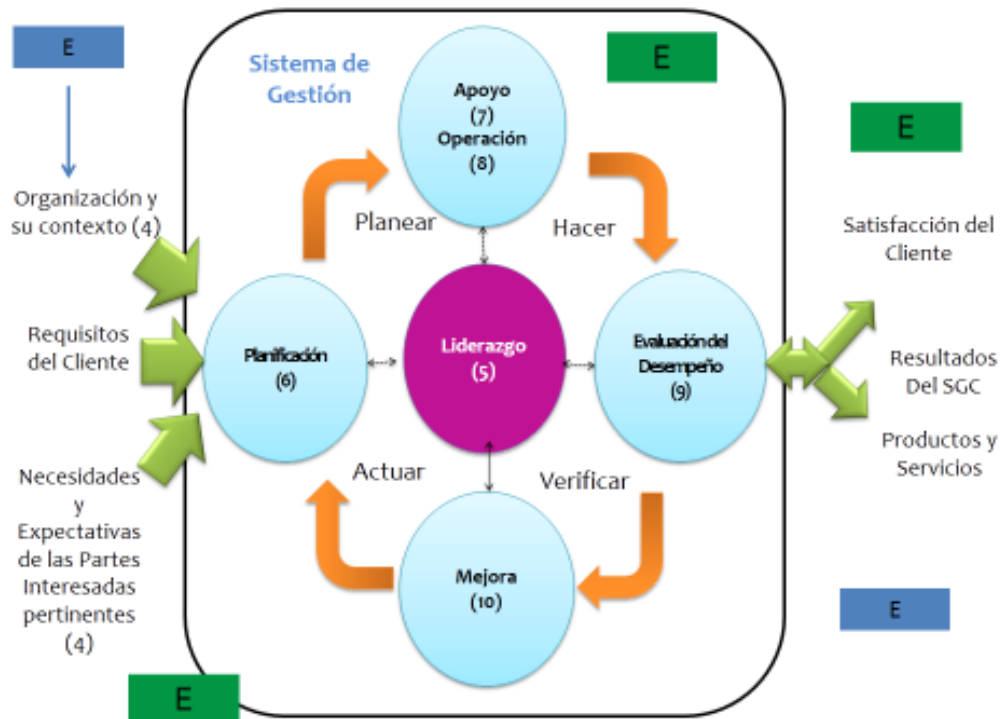 E
Sistema de
Gestión
E
Apoyo
(7)
Operación
(8)
E
Organización y
su contexto (4)
Planear
Hacer
Satisfacción del
Cliente
Requisitos
del Cliente
Planificación
(6)
Liderazgo
(5)
Evaluación del
Desempeño
(9)
Resultados
Del SGC
Productos y
Servicios
Actuar
Verificar
Necesidades
y
Expectativas
de las Partes
Interesadas
pertinentes
(4)
Mejora
(10)
E
E